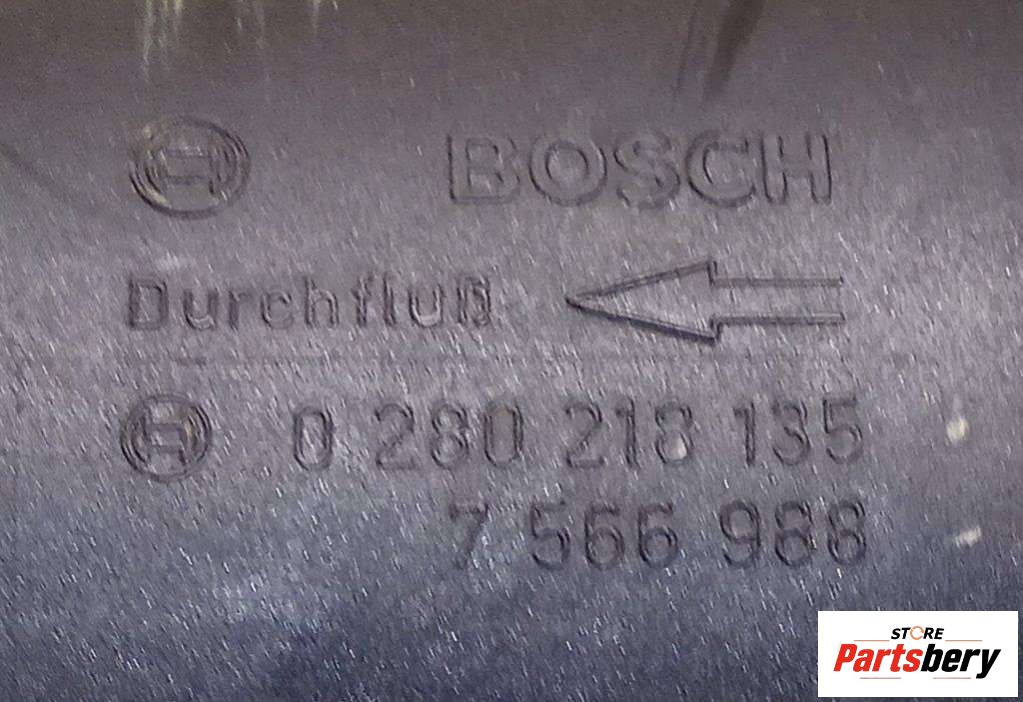 BOSCH
Durchfluß
0 280 218 135
7 566 988
STORE
Partsbery